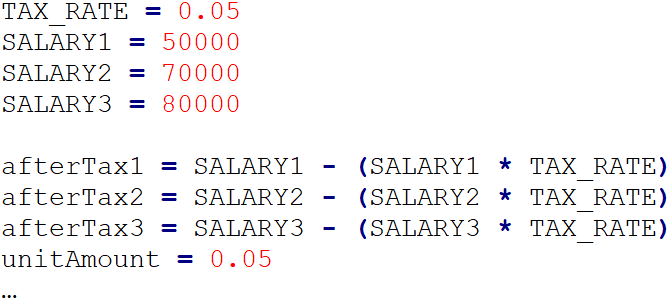 TAX_RATE = 0.05
SALARY1 = 50000
SALARY2 = 70000
SALARY3 = 80000
afterTax1 = SALARY1 - (SALARY1 * TAX_RATE)
afterTax2 = SALARY2 - (SALARY2 * TAX_RATE)
afterTax3 = SALARY3 - (SALARY3 * TAX_RATE)
unitAmount = 0.05
…